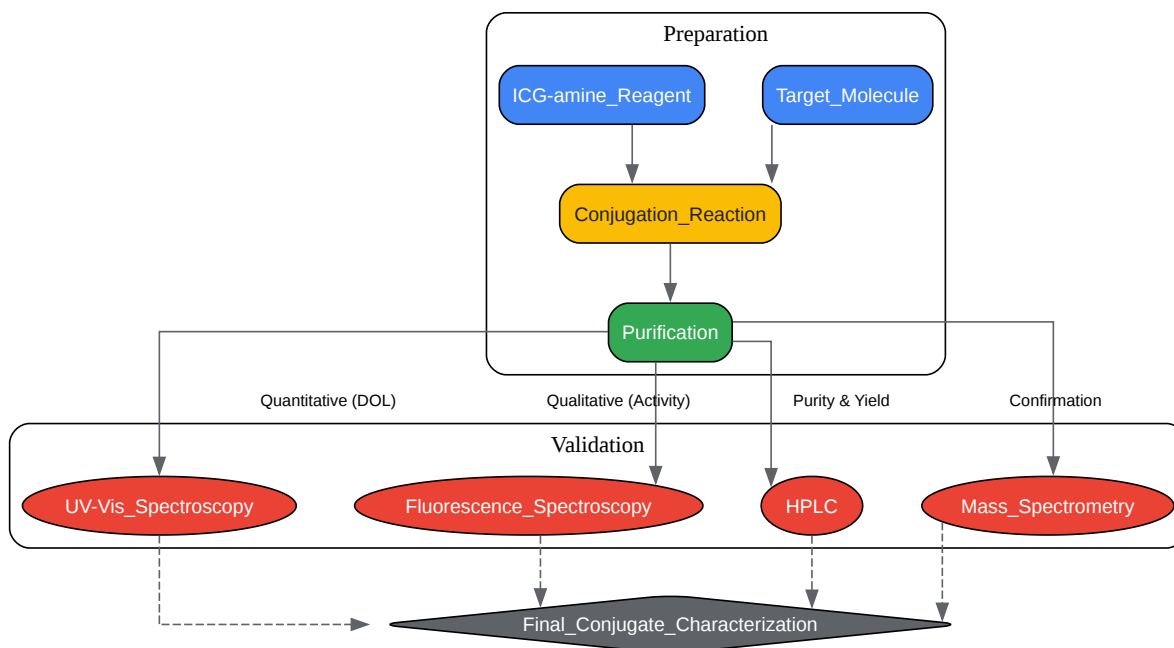 Preparation
ICG-amine_Reagent
Target_Molecule
Conjugation_Reaction
Purification
Quantitative (DOL)
Qualitative (Activity)
Purity & Yield
Confirmation
Validation
UV-Vis_Spectroscopy
Fluorescence_Spectroscopy
HPLC
Mass_Spectrometry
Final_Conjugate_Characterization